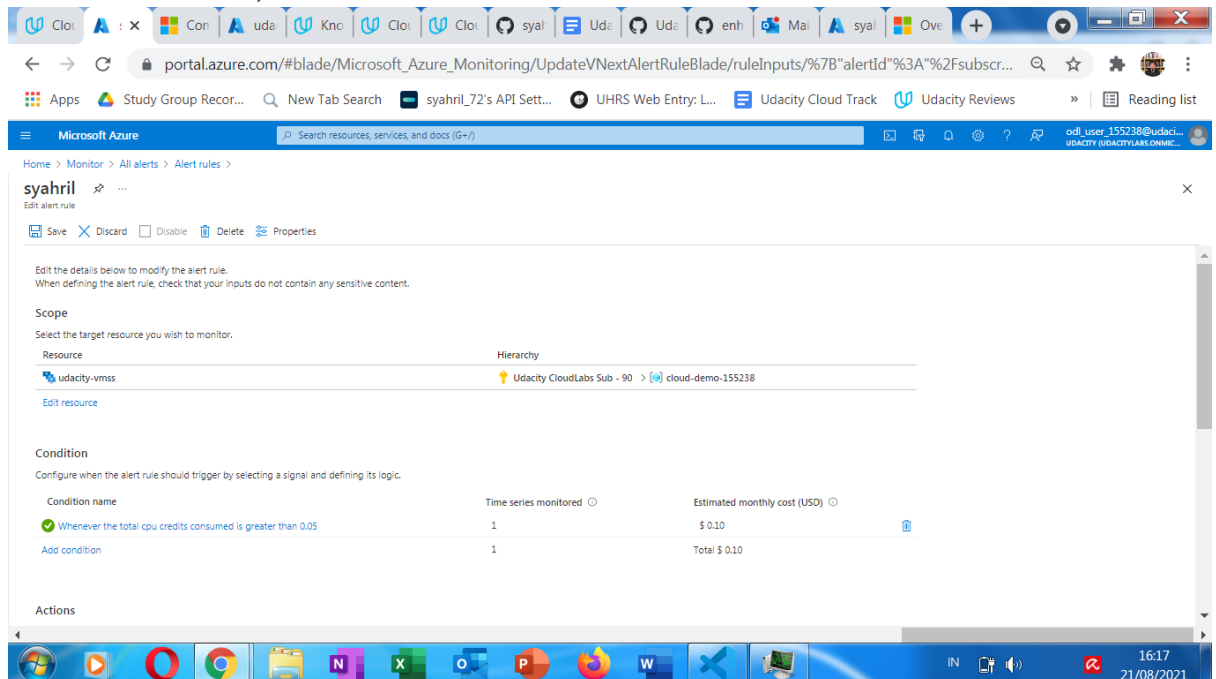 Clou
: X
Con
uda
Kno
Clou
Clou
syah
Uda
Uda
enh
Mai
syal
Ove
portal.azure.com/#blade/Microsoft_Azure_Monitoring/UpdateVNextAlertRuleBlade/ruleInputs/%7B"alertId"%3A"%2Fsubscr...
Apps Study Group Recor... New Tab Search syahril_72's API Sett... UHRS Web Entry: L... Udacity Cloud Track Udacity Reviews » Reading list
Microsoft Azure Search resources, services, and docs (G+/) odl_user_155238@udaci...
UDACITY (UDACITYLABS.ONMIC...
Home > Monitor > All alerts > Alert rules >
syahril ...
Edit alert rule
Save Discard Disable Delete Properties
Edit the details below to modify the alert rule.
When defining the alert rule, check that your inputs do not contain any sensitive content.
Scope
Select the target resource you wish to monitor.
Resource Hierarchy
udacity-vmss Udacity CloudLabs Sub - 90 > cloud-demo-155238
Edit resource
Condition
Configure when the alert rule should trigger by selecting a signal and defining its logic.
Condition name Time series monitored Estimated monthly cost (USD)
Whenever the total cpu credits consumed is greater than 0.05 1 $ 0.10
Add condition 1 Total $ 0.10
Actions
IN 16:17
21/08/2021